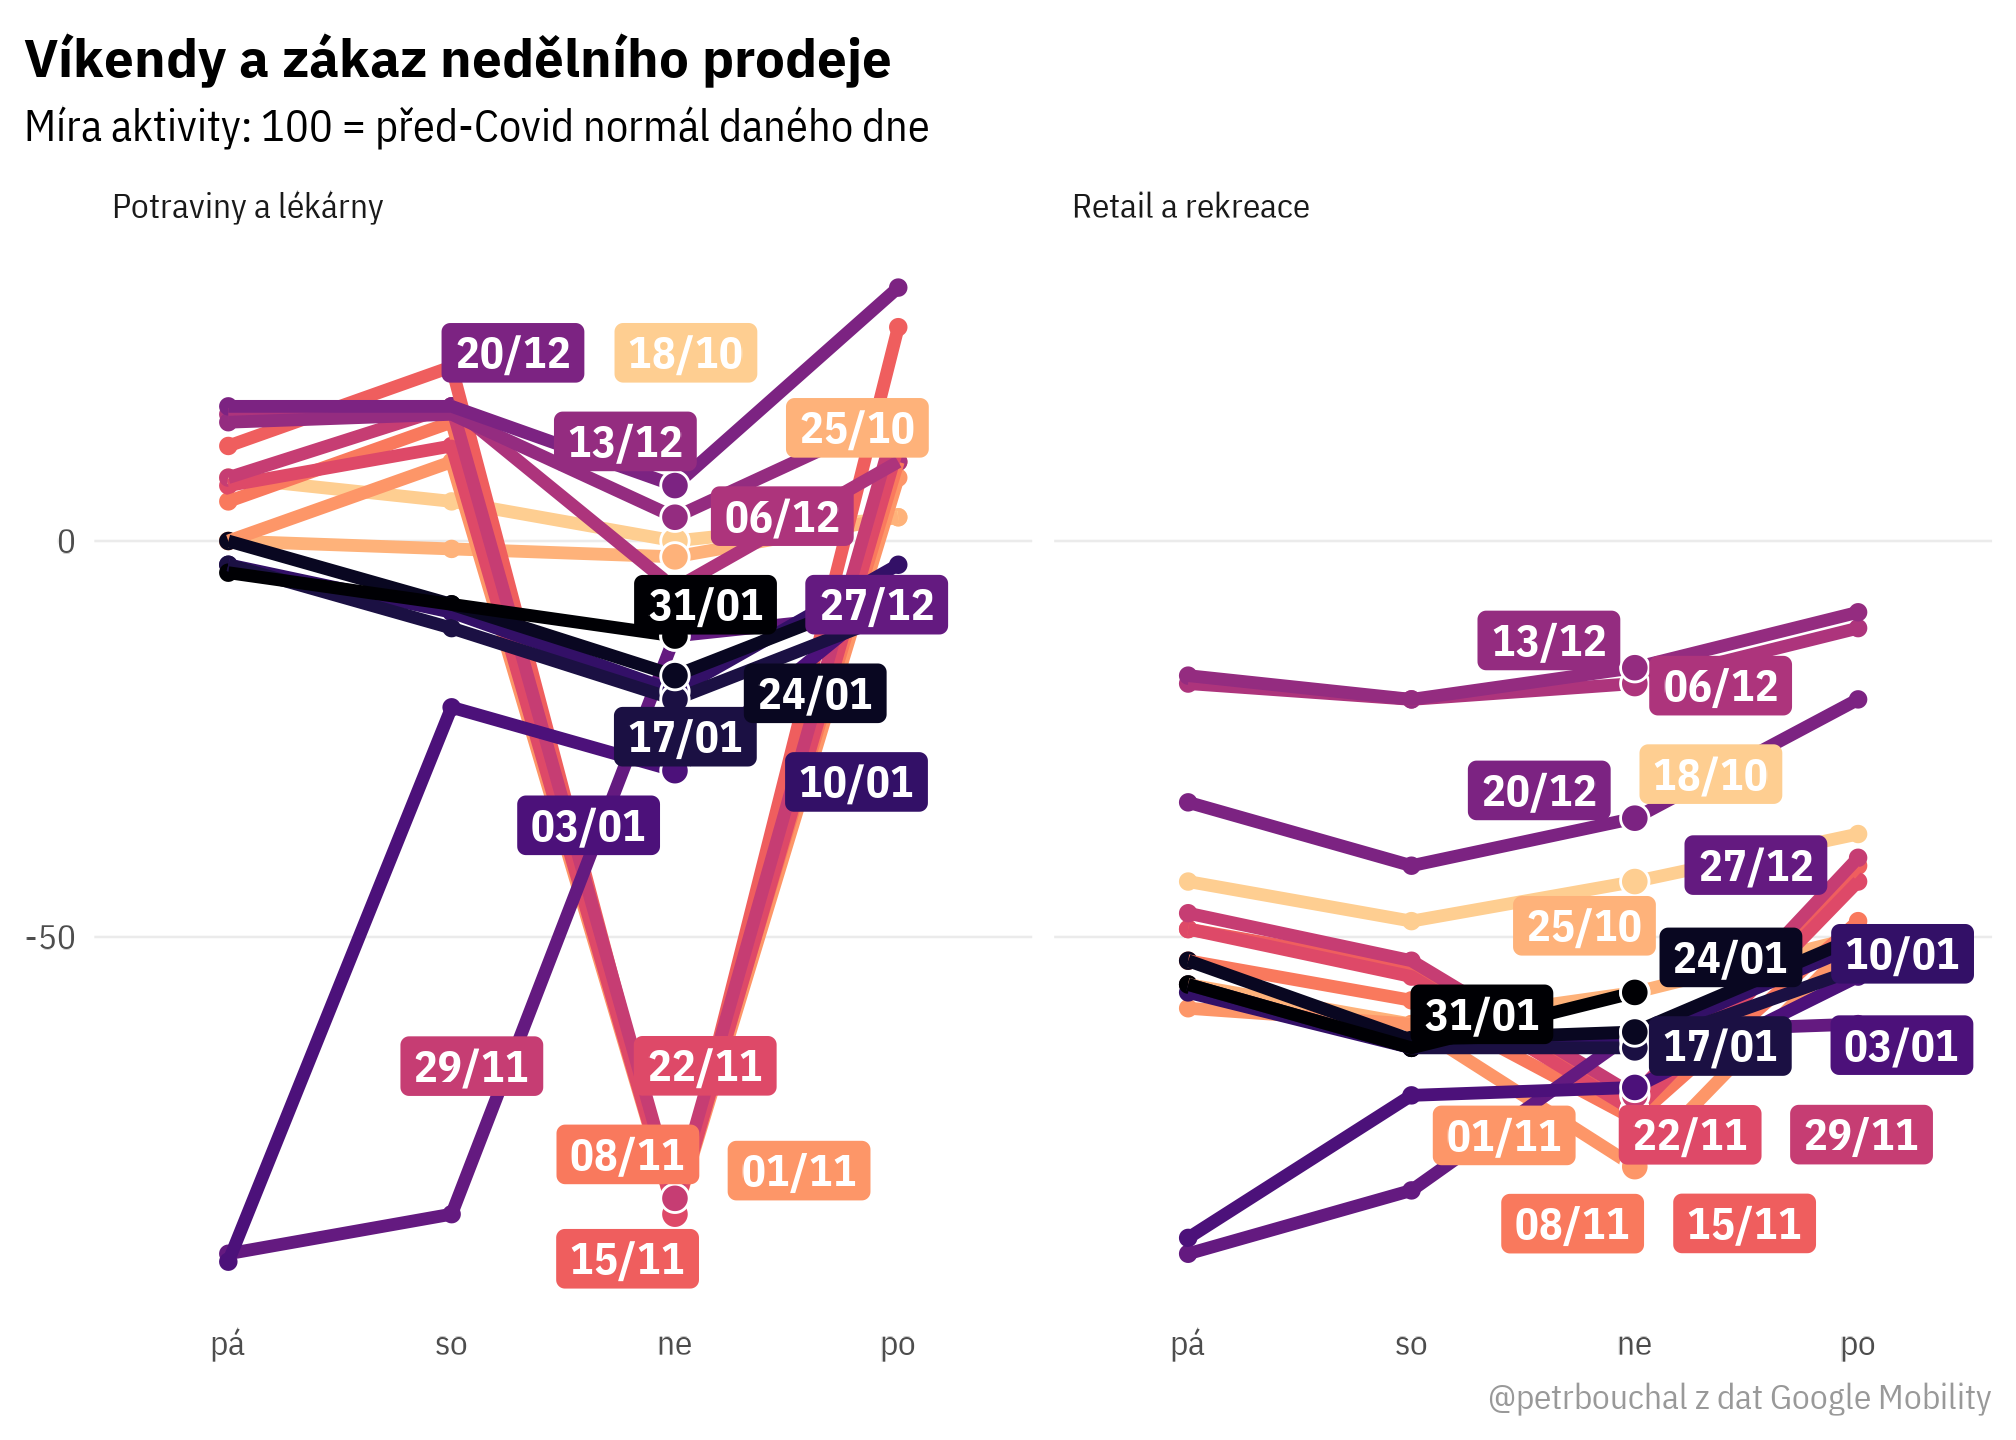 Víkendy a zákaz nedělního prodeje
Míra aktivity: 100 = před-Covid normál daného dne
Potraviny a lékárny
20/12
18/10
13/12
25/10
06/12
0
31/01
27/12
24/01
17/01
10/01
03/01
-50
29/11
22/11
08/11
01/11
15/11
pá
so
ne
po
Retail a rekreace
13/12
06/12
20/12
18/10
27/12
25/10
24/01
10/01
31/01
17/01
03/01
01/11
22/11
29/11
08/11
15/11
pá
so
ne
po
@petrbouchal z dat Google Mobility